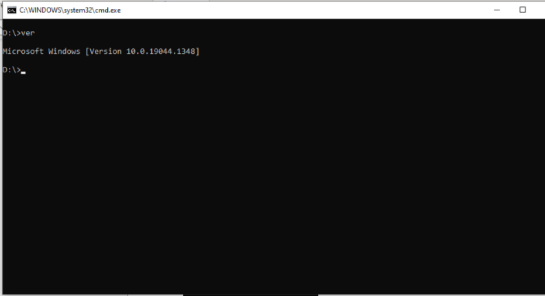 C:\WINDOWS\system32\cmd.exe
D:\>ver
Microsoft Windows [Version 10.0.19044.1348]
D:\>